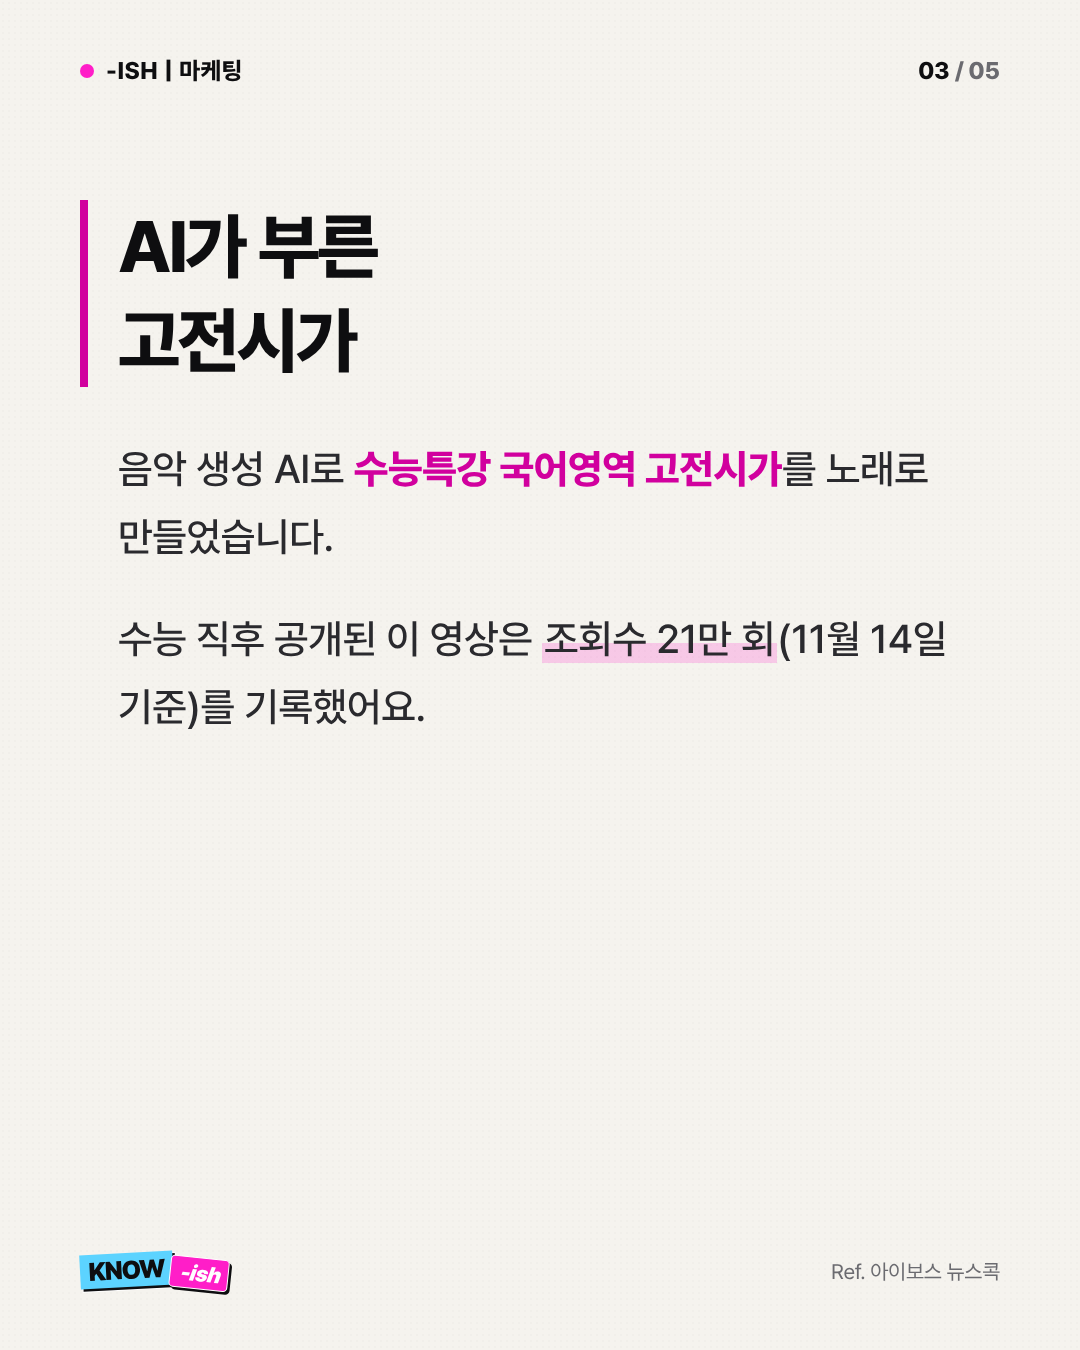 -ISH | 마케팅
03 / 05
AI가 부른
고전시가
음악 생성 AI로 수능특강 국어영역 고전시가를 노래로
만들었습니다.
수능 직후 공개된 이 영상은 조회수 21만 회(11월 14일
기준)를 기록했어요.
KNOW -ish
Ref. 아이보스 뉴스콕